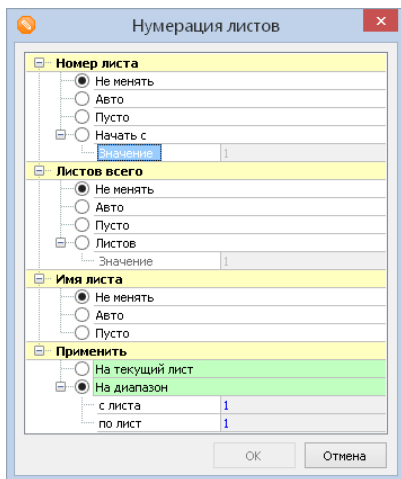 Нумерация листов
Номер листа
Не менять
Авто
Пусто
Начать с
Значение 1
Листов всего
Не менять
Авто
Пусто
Листов
Значение 1
Имя листа
Не менять
Авто
Пусто
Применить
На текущий лист
На диапазон
с листа 1
по лист 1
OK Отмена